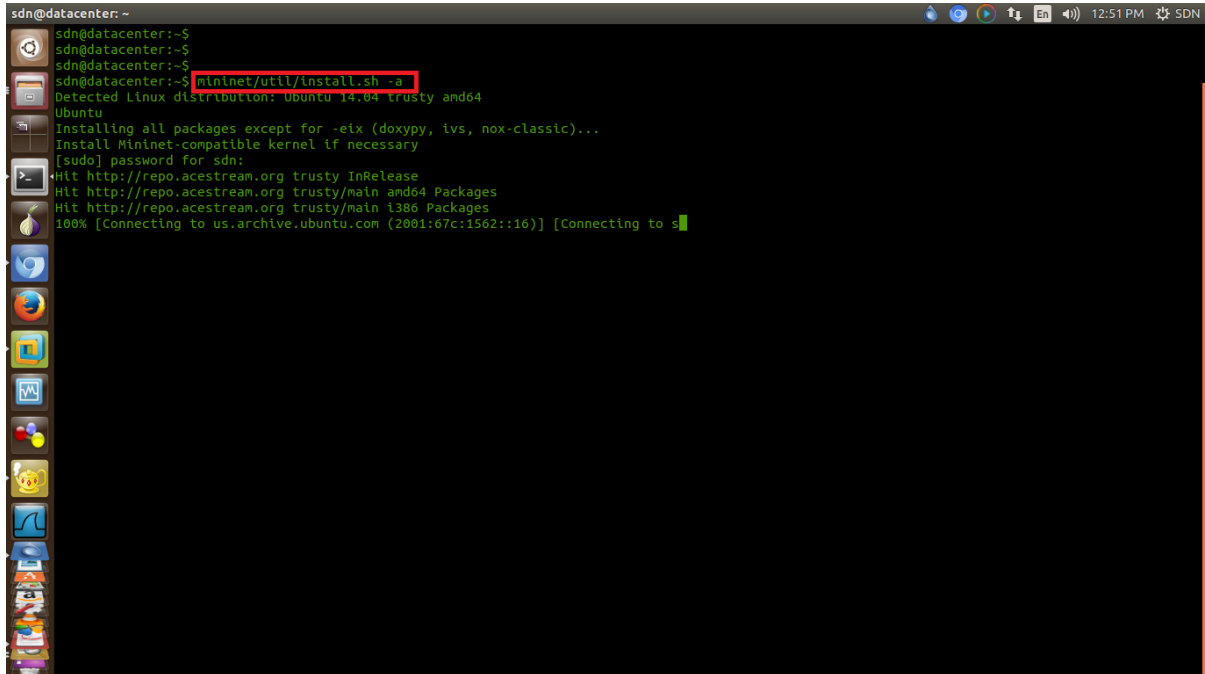 sdn@datacenter: ~
En 12:51 PM SDN
sdn@datacenter:~$
sdn@datacenter:~$
sdn@datacenter:~$
sdn@datacenter:~$ mininet/util/install.sh -a
Detected Linux distribution: Ubuntu 14.04 trusty amd64
Ubuntu
Installing all packages except for -eix (doxypy, ivs, nox-classic)...
Install Mininet-compatible kernel if necessary
[sudo] password for sdn:
Hit http://repo.acestream.org trusty InRelease
Hit http://repo.acestream.org trusty/main amd64 Packages
Hit http://repo.acestream.org trusty/main i386 Packages
100% [Connecting to us.archive.ubuntu.com (2001:67c:1562::16)] [Connecting to s